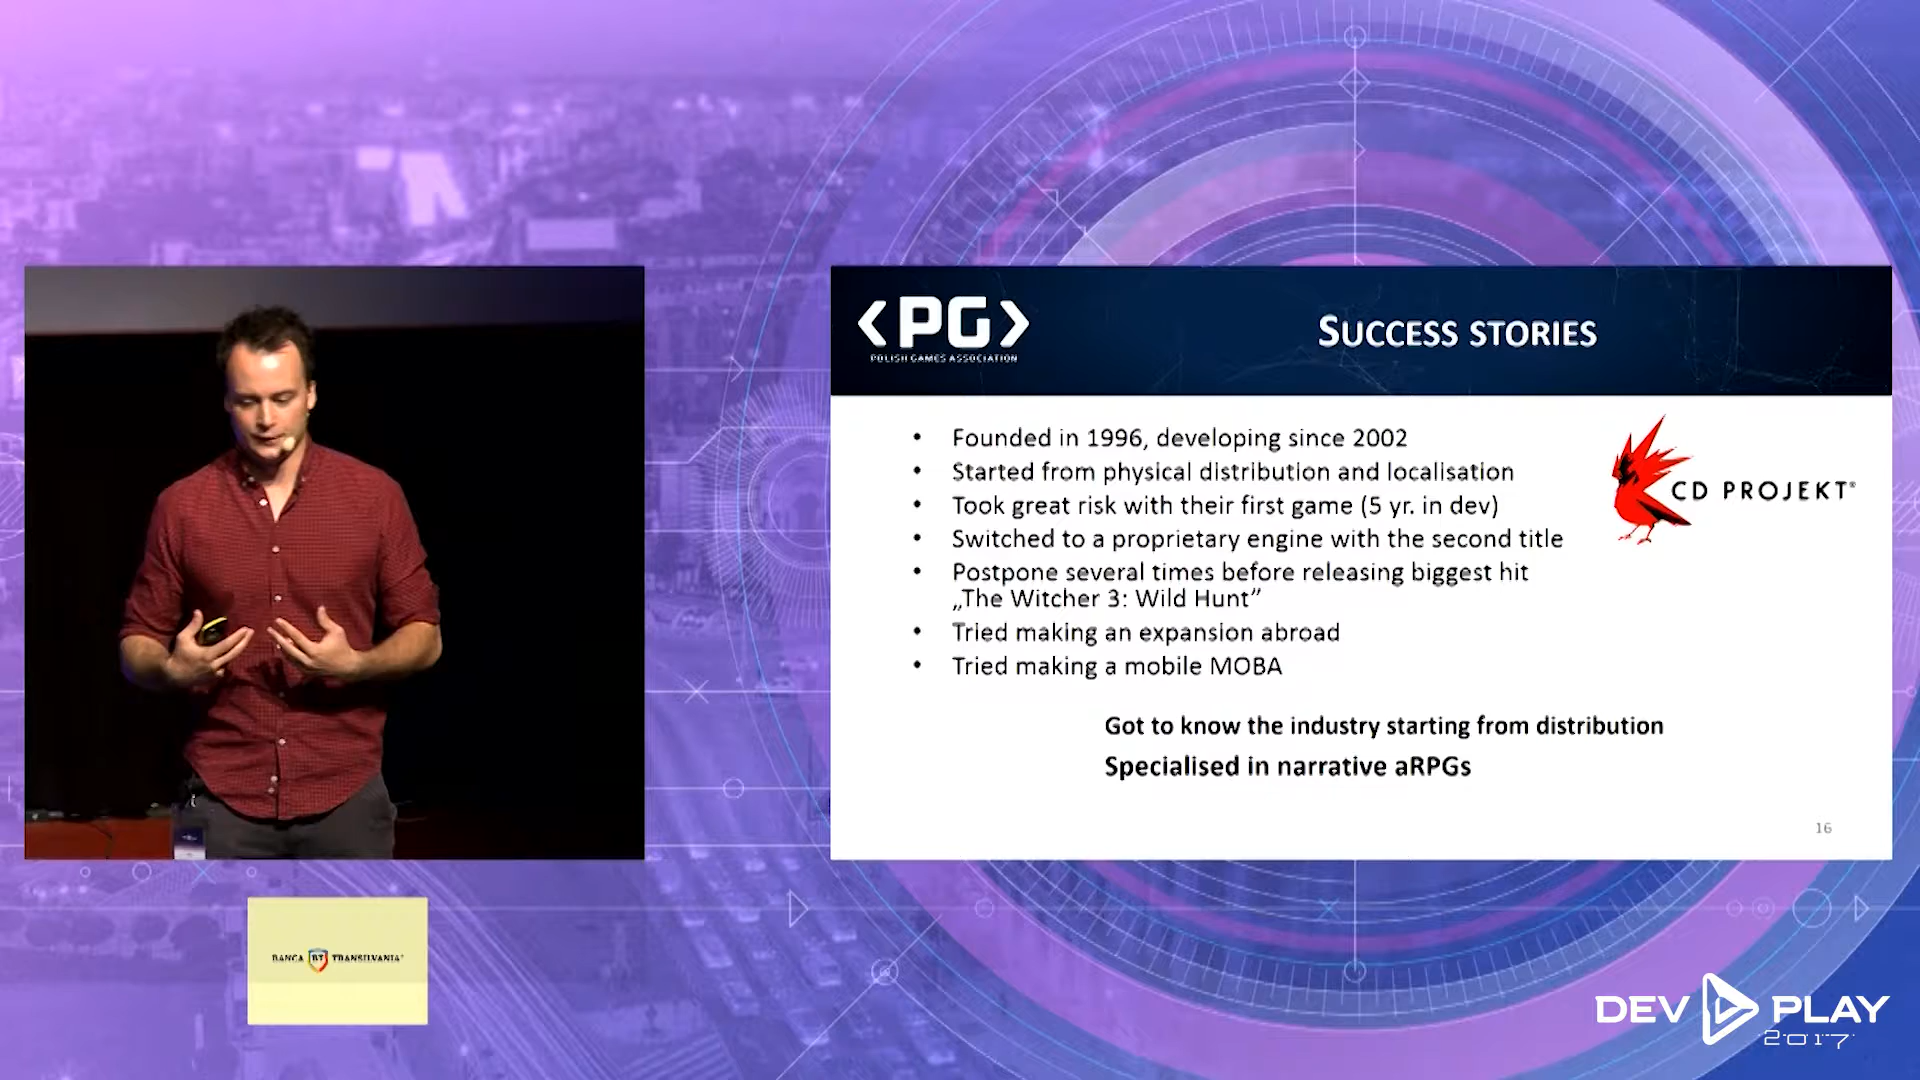 <PG>
POLISH GAMES ASSOCIATION
SUCCESS STORIES
• Founded in 1996, developing since 2002
• Started from physical distribution and localisation
• Took great risk with their first game (5 yr. in dev)
• Switched to a proprietary engine with the second title
• Postpone several times before releasing biggest hit
„The Witcher 3: Wild Hunt”
• Tried making an expansion abroad
• Tried making a mobile MOBA
CD PROJEKT®
Got to know the industry starting from distribution
Specialised in narrative aRPGs
16
BANCA BT TRANSILVANIA®
DEV PLAY
2017